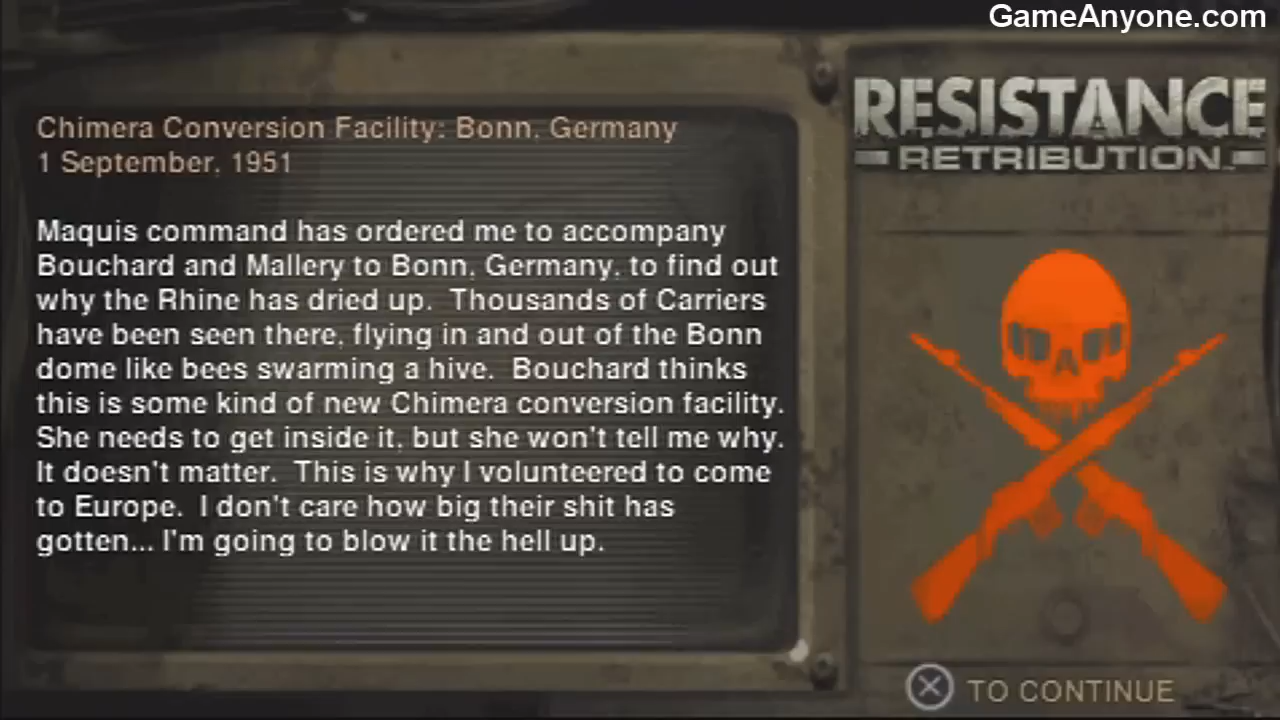 GameAnyone.com
RESISTANCE
RETRIBUTION™
Chimera Conversion Facility: Bonn, Germany
1 September, 1951
Maquis command has ordered me to accompany
Bouchard and Mallery to Bonn, Germany, to find out
why the Rhine has dried up.  Thousands of Carriers
have been seen there, flying in and out of the Bonn
dome like bees swarming a hive.  Bouchard thinks
this is some kind of new Chimera conversion facility.
She needs to get inside it, but she won't tell me why.
It doesn't matter.  This is why I volunteered to come
to Europe.  I don't care how big their shit has
gotten... I'm going to blow it the hell up.
TO CONTINUE